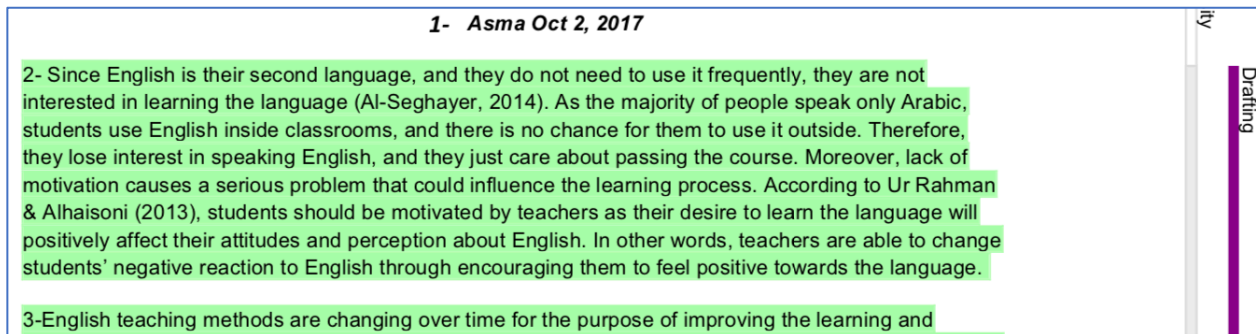 1- Asma Oct 2, 2017
2- Since English is their second language, and they do not need to use it frequently, they are not
interested in learning the language (Al-Seghayer, 2014). As the majority of people speak only Arabic,
students use English inside classrooms, and there is no chance for them to use it outside. Therefore,
they lose interest in speaking English, and they just care about passing the course. Moreover, lack of
motivation causes a serious problem that could influence the learning process. According to Ur Rahman
& Alhaisoni (2013), students should be motivated by teachers as their desire to learn the language will
positively affect their attitudes and perception about English. In other words, teachers are able to change
students’ negative reaction to English through encouraging them to feel positive towards the language.
3-English teaching methods are changing over time for the purpose of improving the learning and
ity
Drafting